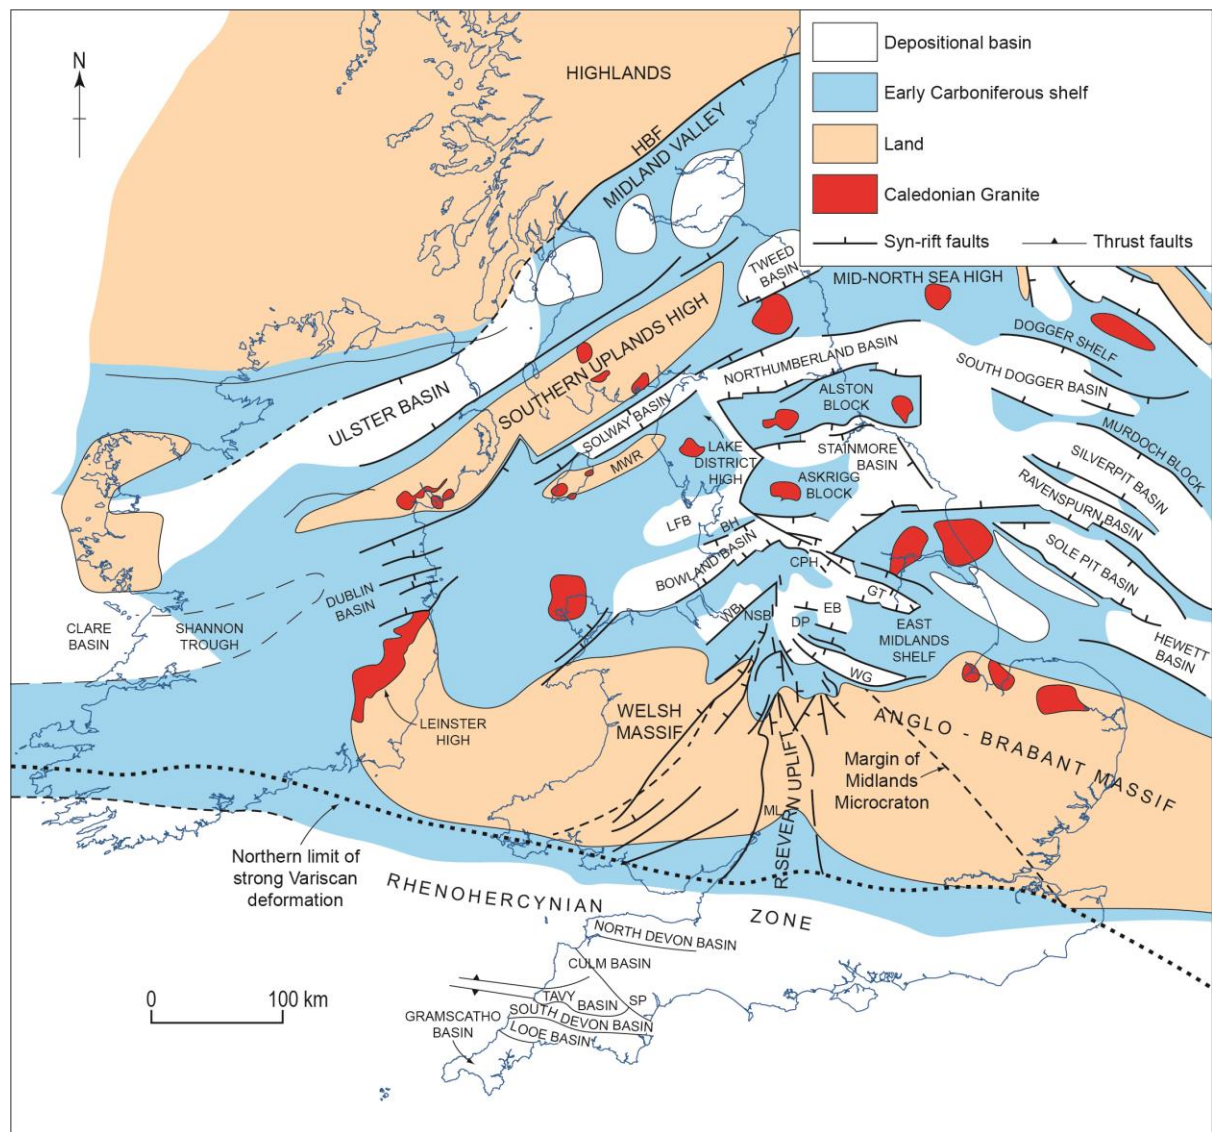 Depositional basin
Early Carboniferous shelf
Land
Caledonian Granite
Syn-rift faults
Thrust faults
N
HIGHLANDS
HBF
MIDLAND VALLEY
TWEED
BASIN
MID-NORTH SEA HIGH
DOGGER SHELF
SOUTHERN UPLANDS HIGH
NORTHUMBERLAND BASIN
SOUTH DOGGER BASIN
ULSTER BASIN
SOLWAY BASIN
ALSTON
BLOCK
MURDOCH BLOCK
MWR
LAKE
DISTRICT
HIGH
STAINMORE
BASIN
SILVERPIT BASIN
ASKRIGG
BLOCK
RAVENSPURN BASIN
LFB
BH
SOLE PIT BASIN
BOWLAND BASIN
CPH
DUBLIN
BASIN
GT
WB
NSB
EB
DP
CLARE
BASIN
SHANNON
TROUGH
EAST
MIDLANDS
SHELF
HEWETT
BASIN
WG
LEINSTER
HIGH
WELSH
MASSIF
ANGLO - BRABANT MASSIF
Margin of
Midlands
Microcraton
ML
R SEVERN UPLIFT
Northern limit of
strong Variscan
deformation
RHENOHERCYNIAN ZONE
NORTH DEVON BASIN
CULM BASIN
TAVY
BASIN
SP
SOUTH DEVON BASIN
GRAMSCATHO
BASIN
LOOE BASIN
0 100 km